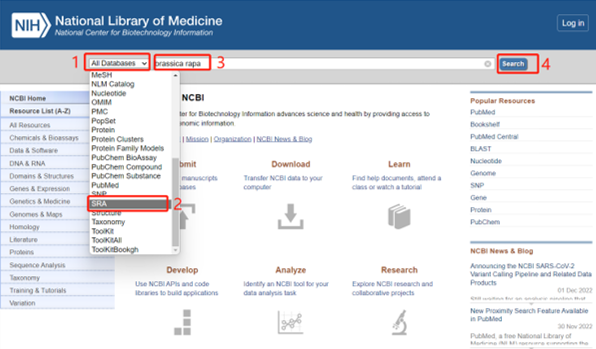 NIH
National Library of Medicine
National Center for Biotechnology Information
Log in
1
All Databases
brassica rapa
3
Search
4
MeSH
NLM Catalog
Nucleotide
OMIM
PMC
PopSet
Protein
Protein Clusters
Protein Family Models
PubChem BioAssay
PubChem Compound
PubChem Substance
PubMed
SNP
SRA
2
Structure
Taxonomy
ToolKit
ToolKitAll
ToolKitBookgh
NCBI Home
Resource List (A-Z)
All Resources
Chemicals & Bioassays
Data & Software
DNA & RNA
Domains & Structures
Genes & Expression
Genetics & Medicine
Genomes & Maps
Homology
Literature
Proteins
Sequence Analysis
Taxonomy
Training & Tutorials
Variation
NCBI
for Biotechnology Information advances science and health by providing access to
nomic information.
| Mission | Organization | NCBI News & Blog
mit
manuscripts
bases
Download
Transfer NCBI data to your
computer
Learn
Find help documents, attend a
class or watch a tutorial
Develop
Use NCBI APIs and code
libraries to build applications
Analyze
Identify an NCBI tool for your
data analysis task
Research
Explore NCBI research and
collaborative projects
Popular Resources
PubMed
Bookshelf
PubMed Central
BLAST
Nucleotide
Genome
SNP
Gene
Protein
PubChem
NCBI News & Blog
Announcing the NCBI SARS-CoV-2
Variant Calling Pipeline and Related Data
Products
01 Dec 2022
New Proximity Search Feature Available
in PubMed
30 Nov 2022
PubMed, a free National Library of